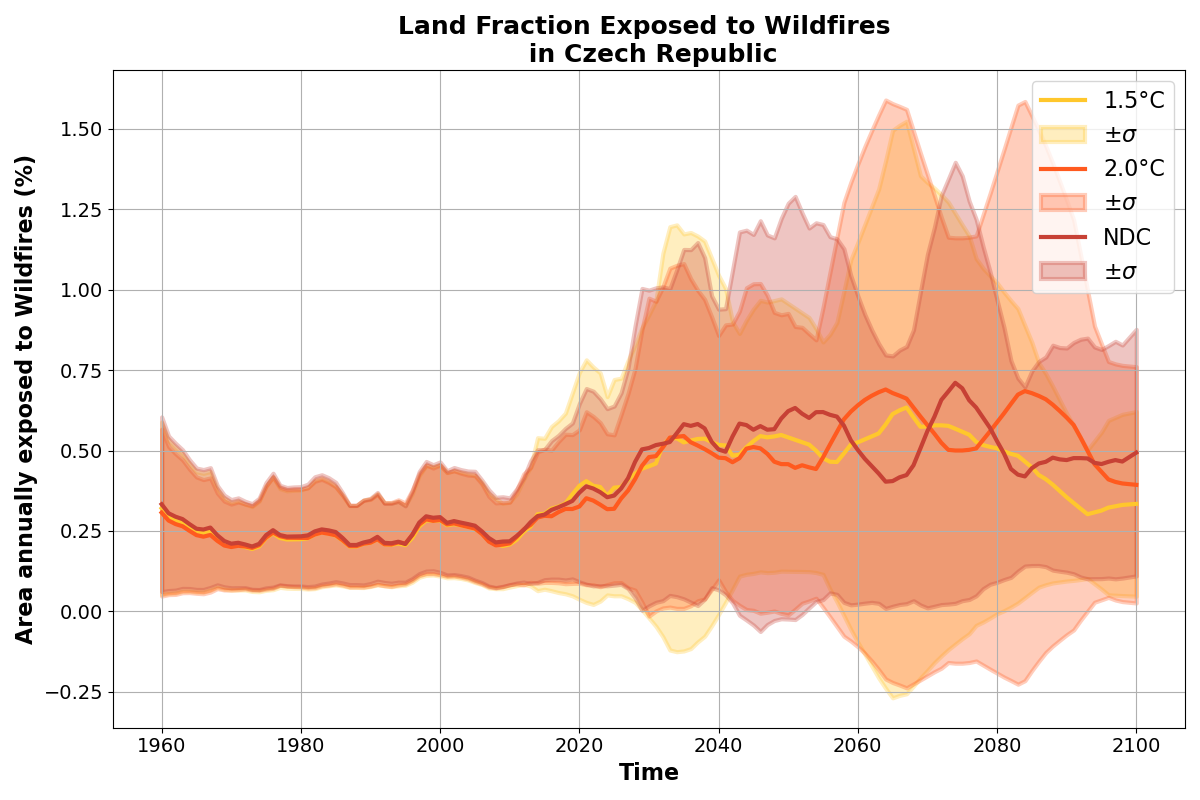 Land Fraction Exposed to Wildfires
in Czech Republic
Area annually exposed to Wildfires (%)
1.50
1.25
1.00
0.75
0.50
0.25
0.00
−0.25
1.5°C
±σ
2.0°C
±σ
NDC
±σ
1960 1980 2000 2020 2040 2060 2080 2100
Time